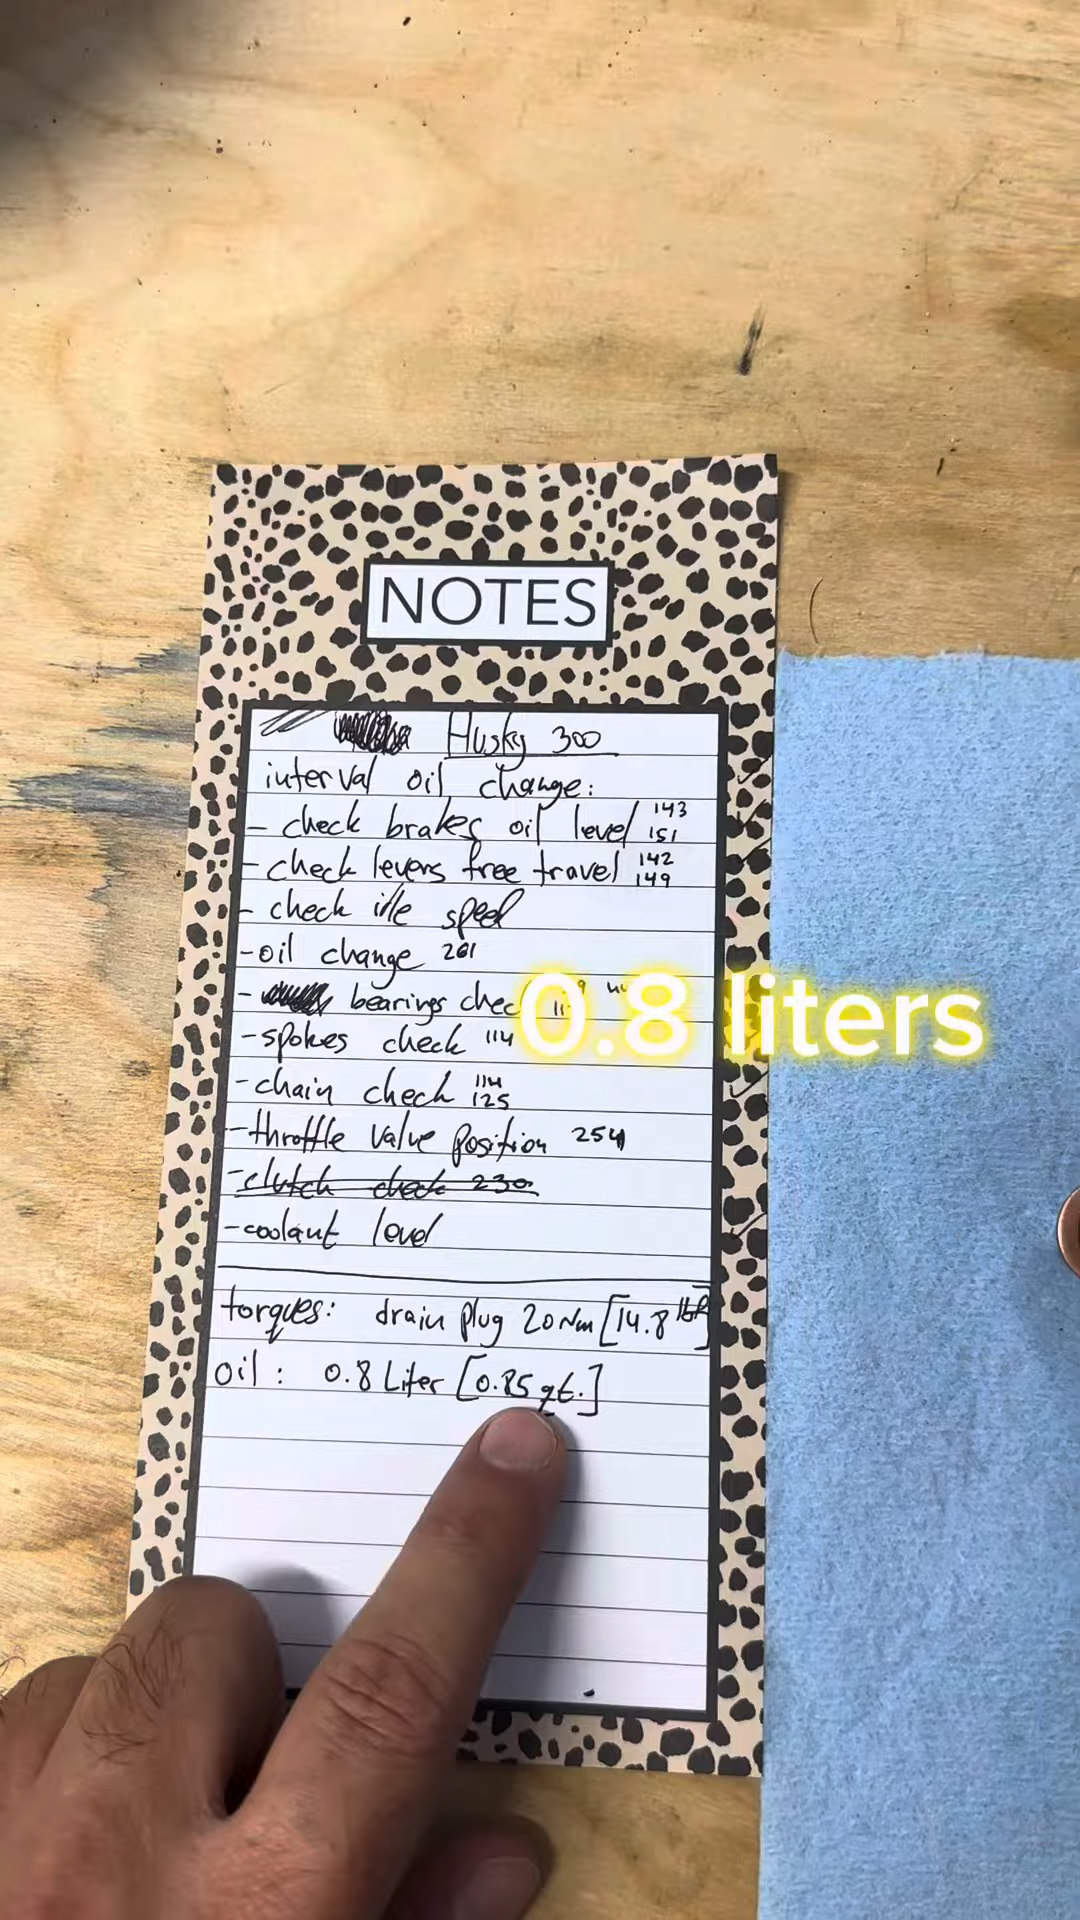 NOTES
Husky 300
interval oil change:
- check brakes oil level 143 151
- check levers free travel 142 149
- check idle speed
- oil change 261
- bearings check
0.8 liters
- spokes check 114
- chain check 114 125
- throttle valve position 254
- clutch check 230
- coolant level
torques: drain plug 20Nm [14.8 lbft]
oil: 0.8 Liter [0.85 qt.]